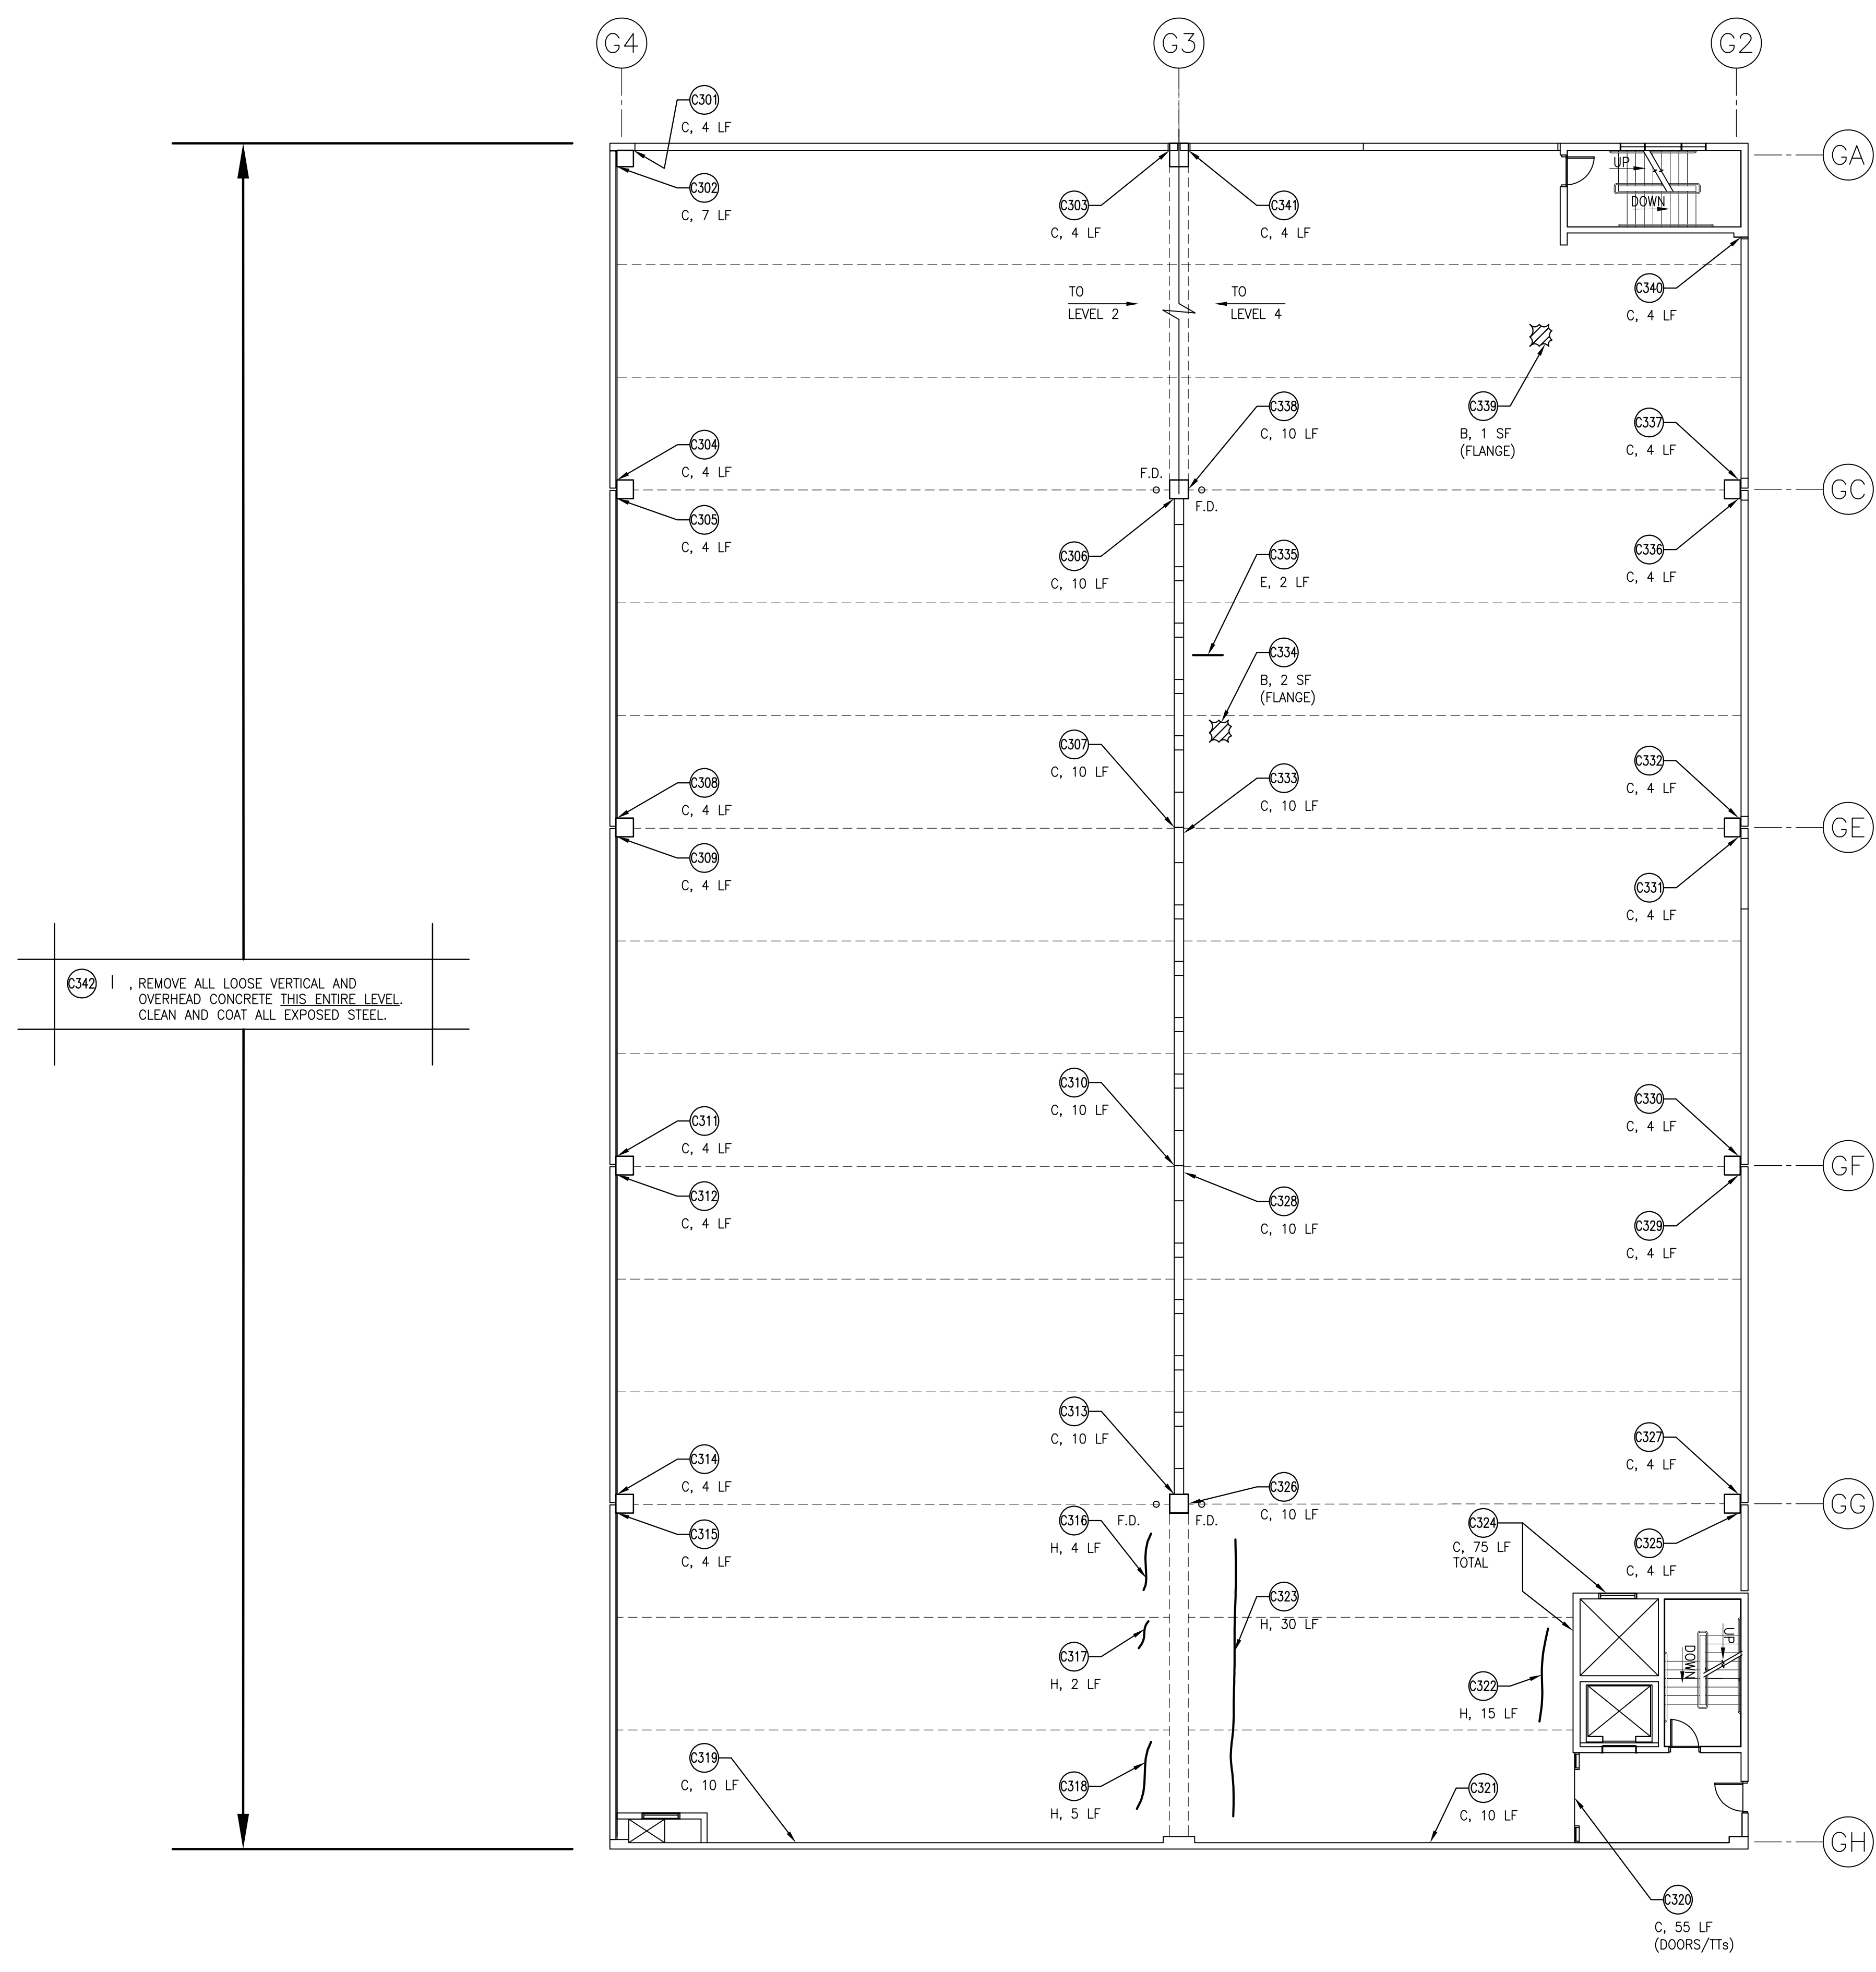 G4
G3
G2
C301
C, 4 LF
GA
UP
DOWN
C302
C, 7 LF
C303
C, 4 LF
C341
C, 4 LF
TO
LEVEL 2
TO
LEVEL 4
C340
C, 4 LF
C339
B, 1 SF
(FLANGE)
C338
C, 10 LF
C337
C, 4 LF
C304
C, 4 LF
F.D.
F.D.
GC
C305
C, 4 LF
C306
C, 10 LF
C335
E, 2 LF
C336
C, 4 LF
C334
B, 2 SF
(FLANGE)
C307
C, 10 LF
C333
C, 10 LF
C332
C, 4 LF
C308
C, 4 LF
GE
C309
C, 4 LF
C331
C, 4 LF
C342 I , REMOVE ALL LOOSE VERTICAL AND
OVERHEAD CONCRETE THIS ENTIRE LEVEL.
CLEAN AND COAT ALL EXPOSED STEEL.
C310
C, 10 LF
C330
C, 4 LF
C311
C, 4 LF
GF
C312
C, 4 LF
C328
C, 10 LF
C329
C, 4 LF
C313
C, 10 LF
C327
C, 4 LF
C314
C, 4 LF
C326
C, 10 LF
GG
F.D.
F.D.
C315
C, 4 LF
C316
H, 4 LF
C324
C, 75 LF
TOTAL
C325
C, 4 LF
C323
H, 30 LF
C317
H, 2 LF
C322
H, 15 LF
UP
DOWN
C319
C, 10 LF
C318
H, 5 LF
C321
C, 10 LF
GH
C320
C, 55 LF
(DOORS/TTs)